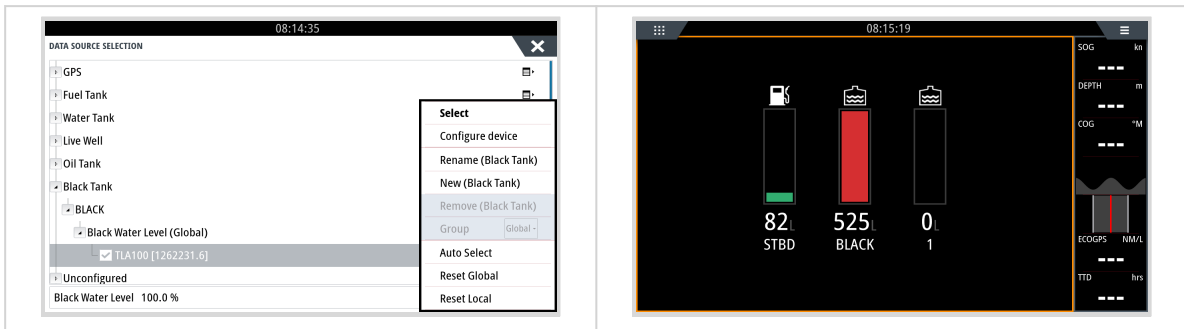 08:14:35
DATA SOURCE SELECTION
GPS
Fuel Tank
Water Tank
Live Well
Oil Tank
Black Tank
BLACK
Black Water Level (Global)
TLA100 [1262231.6]
Unconfigured
Black Water Level 100.0 %
Select
Configure device
Rename (Black Tank)
New (Black Tank)
Remove (Black Tank)
Group Global
Auto Select
Reset Global
Reset Local
08:15:19
82L
STBD
525L
BLACK
0L
1
SOG kn
---
DEPTH m
---
COG °M
---
ECOGPS NM/L
---
TTD hrs
---